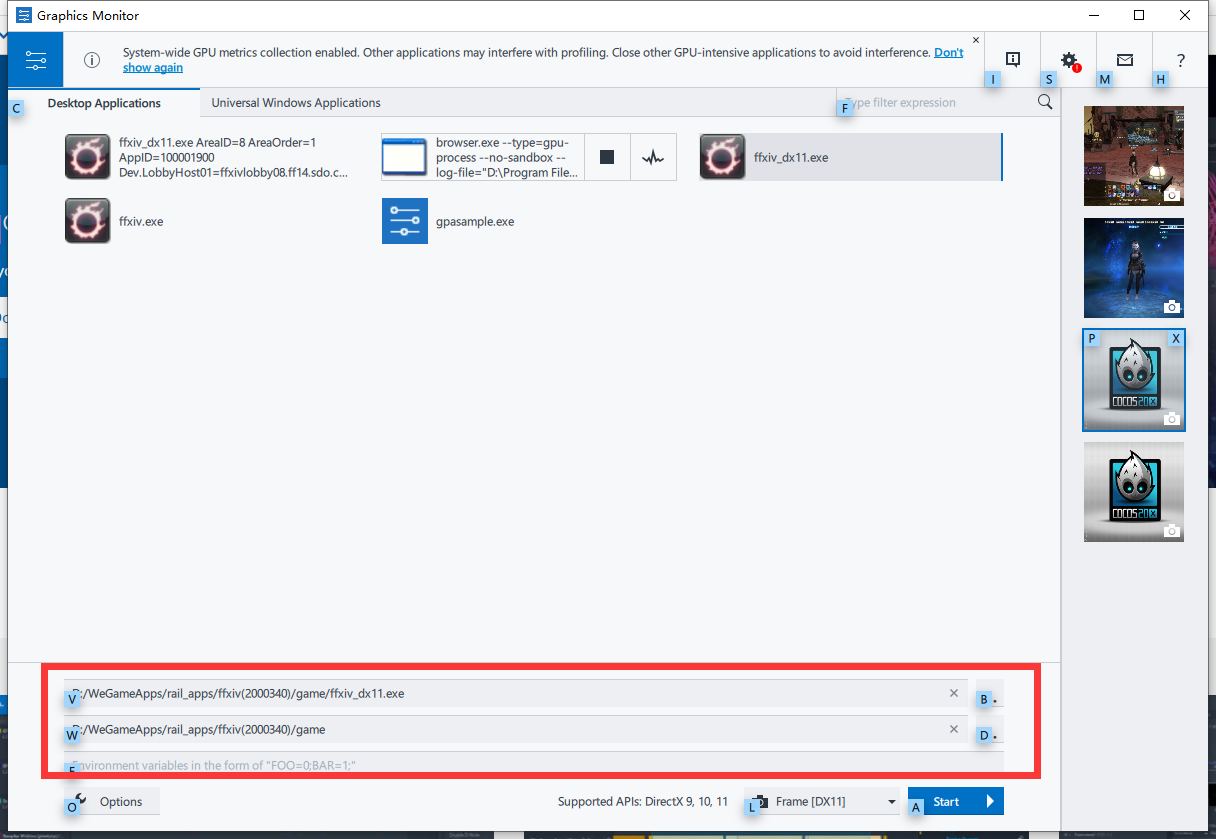 Graphics Monitor
System-wide GPU metrics collection enabled. Other applications may interfere with profiling. Close other GPU-intensive applications to avoid interference. Don't
show again
I
S
M
H
?
C
Desktop Applications
Universal Windows Applications
F
Type filter expression
ffxiv_dx11.exe AreaID=8 AreaOrder=1
AppID=100001900
Dev.LobbyHost01=ffxivlobby08.ff14.sdo.c...
browser.exe --type=gpu-
process --no-sandbox --
log-file="D:\Program File...
ffxiv_dx11.exe
ffxiv.exe
gpasample.exe
P
X
COCOS2DX
COCOS2DX
V
:/WeGameApps/rail_apps/ffxiv(2000340)/game/ffxiv_dx11.exe
B
W
:/WeGameApps/rail_apps/ffxiv(2000340)/game
D
Environment variables in the form of "FOO=0;BAR=1;"
O
Options
Supported APIs: DirectX 9, 10, 11
L
Frame [DX11]
A
Start